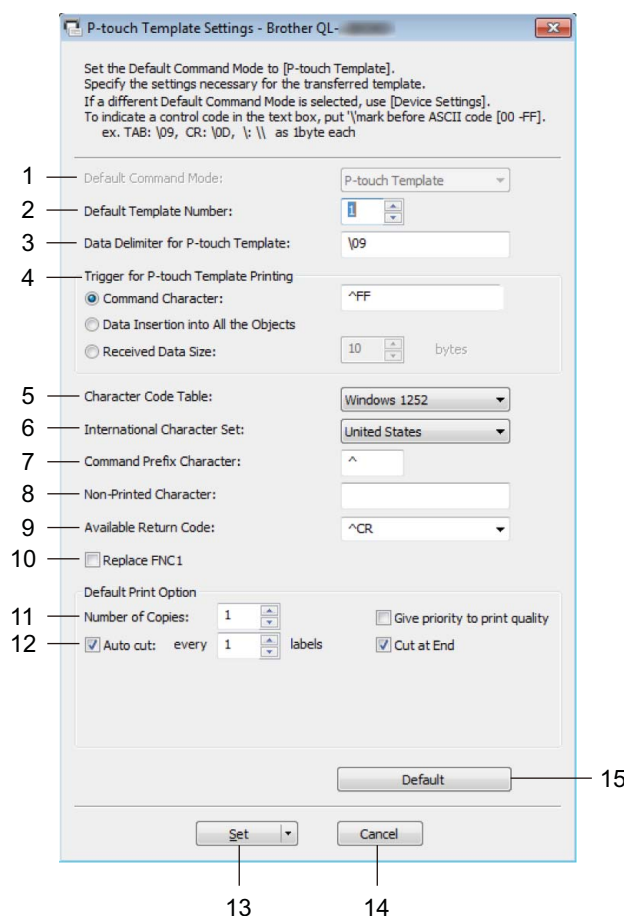 P-touch Template Settings - Brother QL-
Set the Default Command Mode to [P-touch Template].
Specify the settings necessary for the transferred template.
If a different Default Command Mode is selected, use [Device Settings].
To indicate a control code in the text box, put '\'mark before ASCII code [00 -FF].
ex. TAB: \09, CR: \0D, \: \\ as 1byte each
1 Default Command Mode: P-touch Template
2 Default Template Number: 1
3 Data Delimiter for P-touch Template: \09
4 Trigger for P-touch Template Printing
Command Character: ^FF
Data Insertion into All the Objects
Received Data Size: 10 bytes
5 Character Code Table: Windows 1252
6 International Character Set: United States
7 Command Prefix Character: ^
8 Non-Printed Character:
9 Available Return Code: ^CR
10 Replace FNC1
Default Print Option
11 Number of Copies: 1 Give priority to print quality
12 Auto cut: every 1 labels Cut at End
Default 15
Set Cancel
13 14